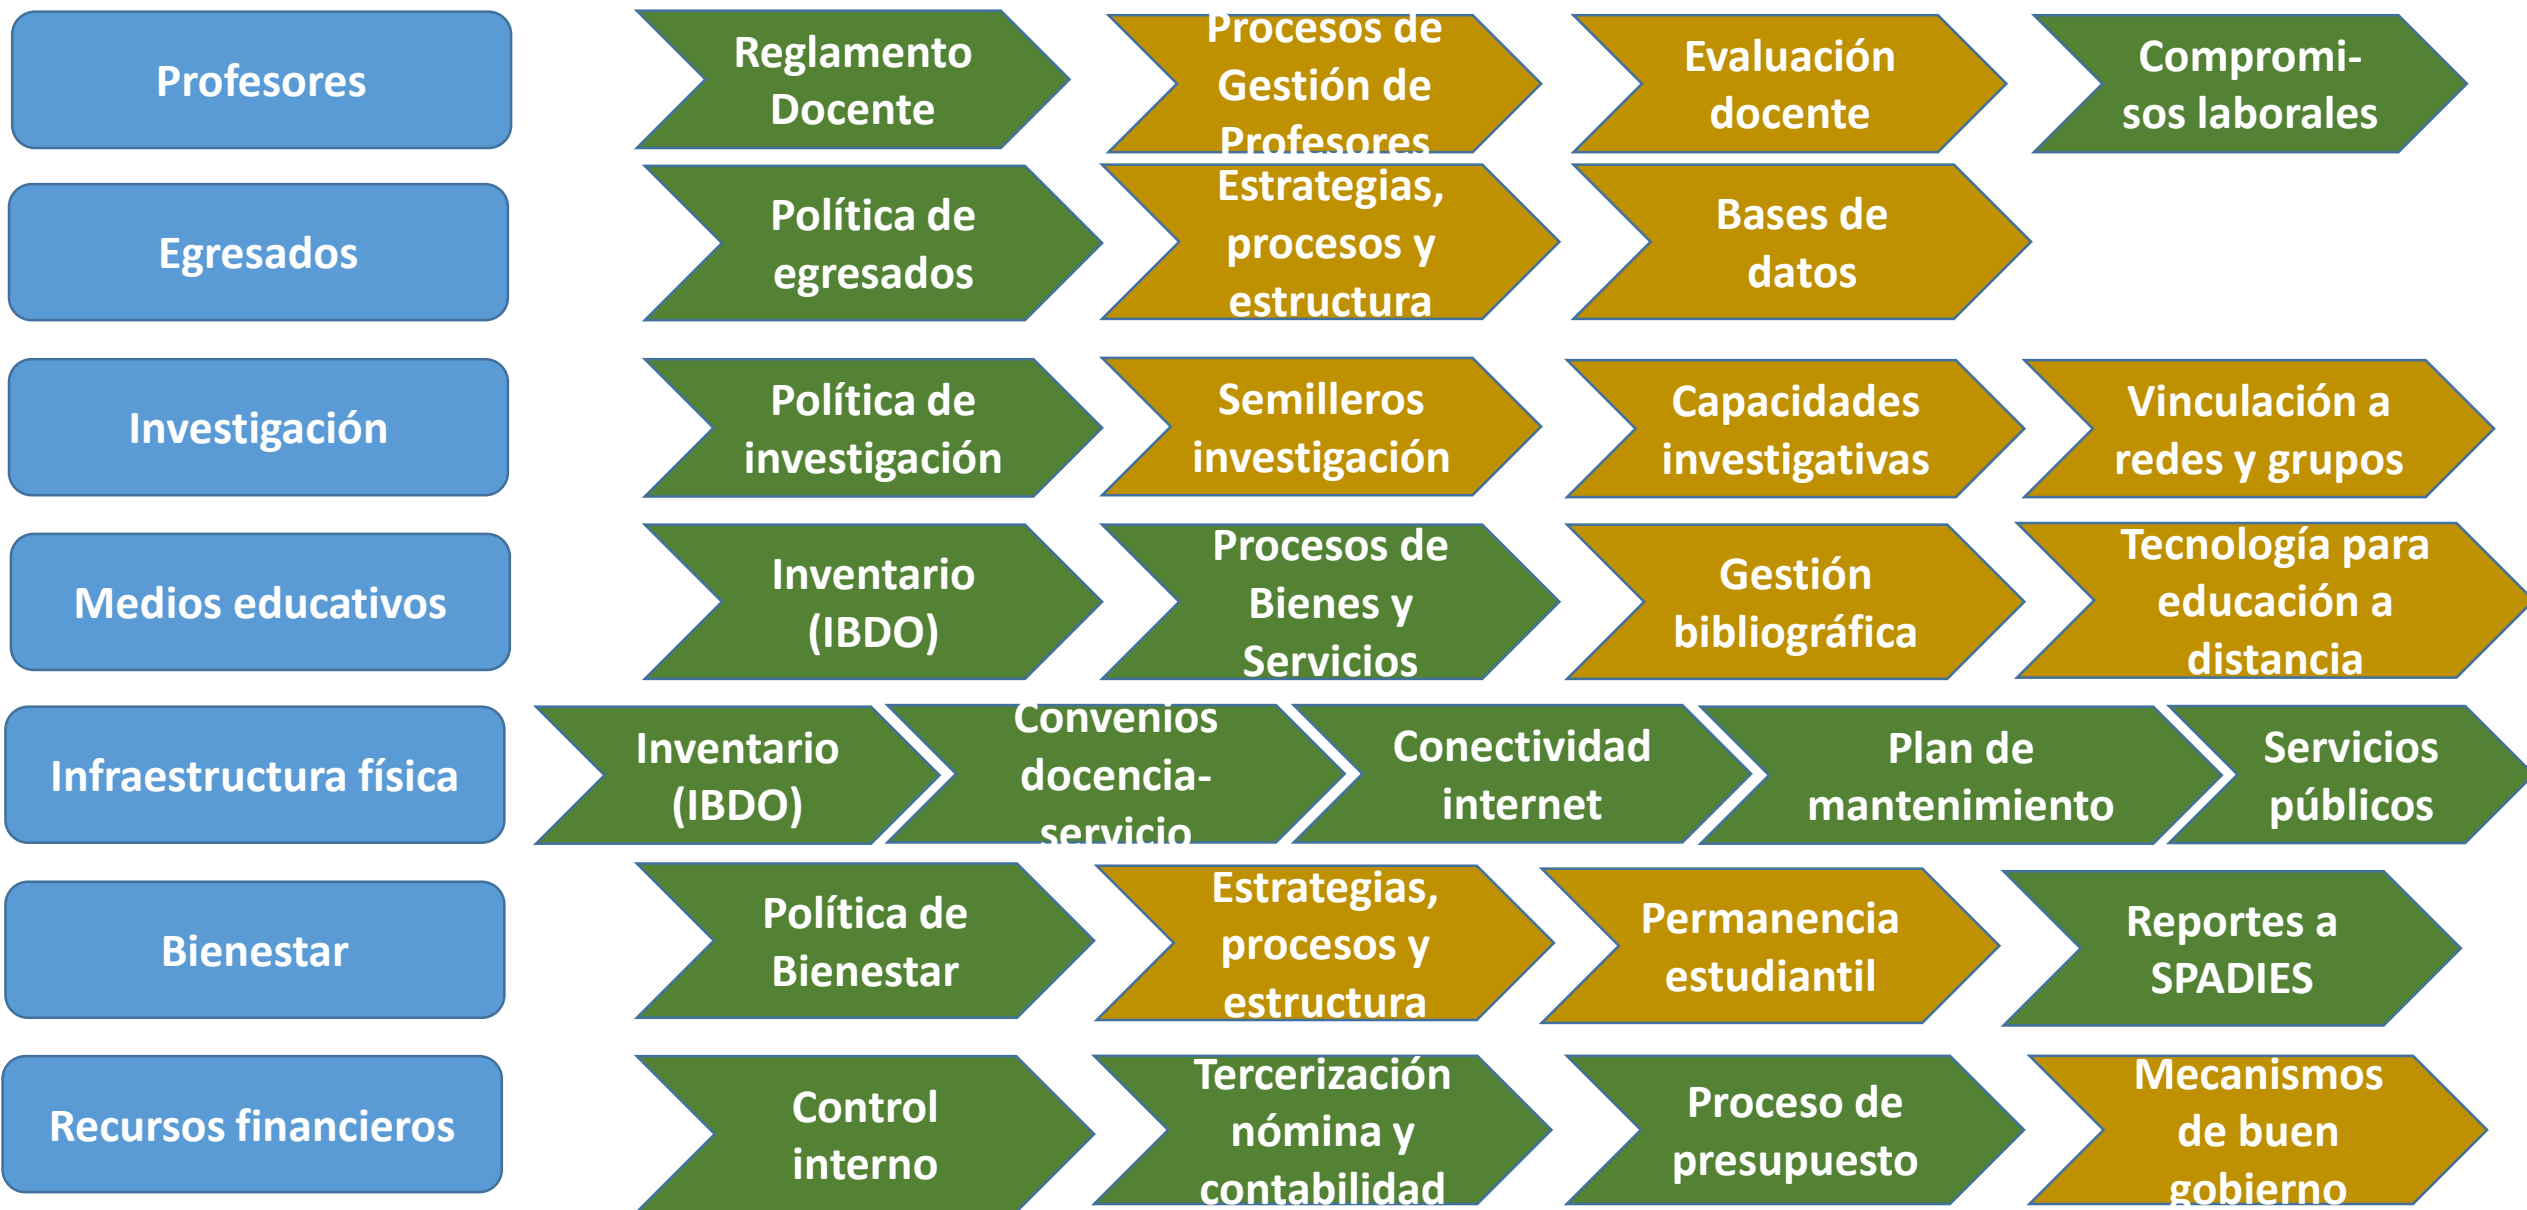 Profesores
Reglamento
Docente
Procesos de
Gestión de
Profesores
Evaluación
docente
Compromi-
sos laborales
Egresados
Política de
egresados
Estrategias,
procesos y
estructura
Bases de
datos
Investigación
Política de
investigación
Semilleros
investigación
Capacidades
investigativas
Vinculación a
redes y grupos
Medios educativos
Inventario
(IBDO)
Procesos de
Bienes y
Servicios
Gestión
bibliográfica
Tecnología para
educación a
distancia
Infraestructura física
Inventario
(IBDO)
Convenios
docencia-
servicio
Conectividad
internet
Plan de
mantenimiento
Servicios
públicos
Bienestar
Política de
Bienestar
Estrategias,
procesos y
estructura
Permanencia
estudiantil
Reportes a
SPADIES
Recursos financieros
Control
interno
Tercerización
nómina y
contabilidad
Proceso de
presupuesto
Mecanismos
de buen
gobierno